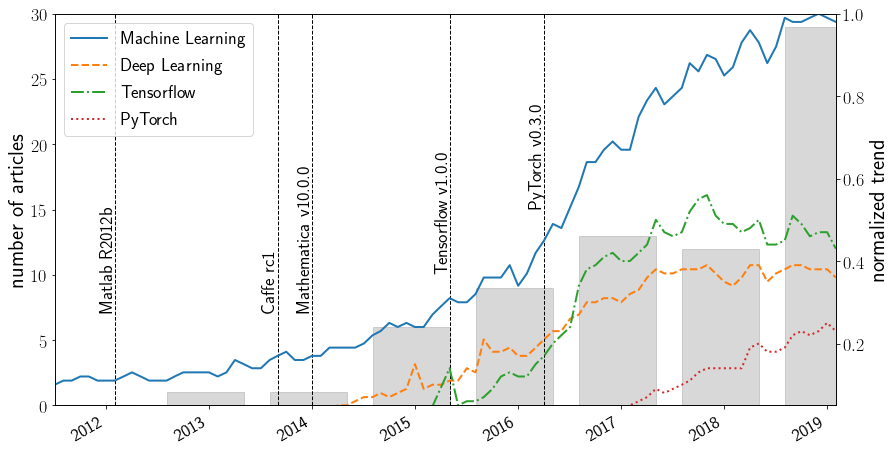 Machine Learning
Deep Learning
Tensorflow
PyTorch
number of articles
normalized trend
30
25
20
15
10
5
0
1.0
0.8
0.6
0.4
0.2
Matlab R2012b
Caffe rc1
Mathematica v10.0.0
Tensorflow v1.0.0
PyTorch v0.3.0
2012
2013
2014
2015
2016
2017
2018
2019